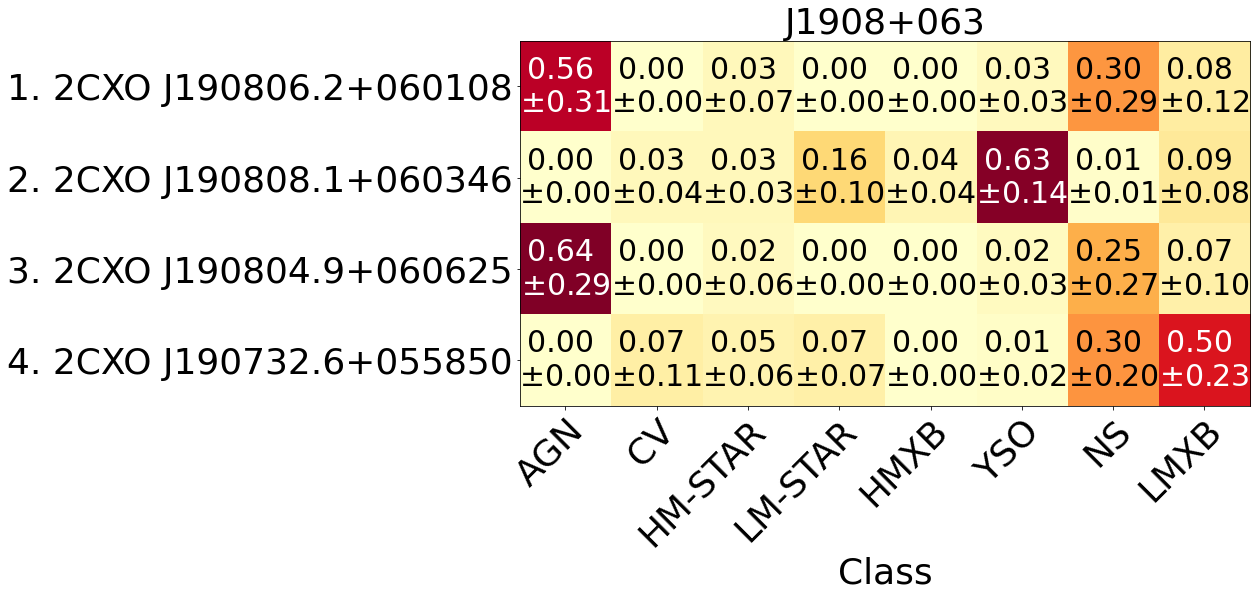 J1908+063
1. 2CXO J190806.2+060108
0.56 0.00 0.03 0.00 0.00 0.03 0.30 0.08
±0.31 ±0.00 ±0.07 ±0.00 ±0.00 ±0.03 ±0.29 ±0.12
2. 2CXO J190808.1+060346
0.00 0.03 0.03 0.16 0.04 0.63 0.01 0.09
±0.00 ±0.04 ±0.03 ±0.10 ±0.04 ±0.14 ±0.01 ±0.08
3. 2CXO J190804.9+060625
0.64 0.00 0.02 0.00 0.00 0.02 0.25 0.07
±0.29 ±0.00 ±0.06 ±0.00 ±0.00 ±0.03 ±0.27 ±0.10
4. 2CXO J190732.6+055850
0.00 0.07 0.05 0.07 0.00 0.01 0.30 0.50
±0.00 ±0.11 ±0.06 ±0.07 ±0.00 ±0.02 ±0.20 ±0.23
AGN CV HM-STAR LM-STAR HMXB YSO NS LMXB
Class